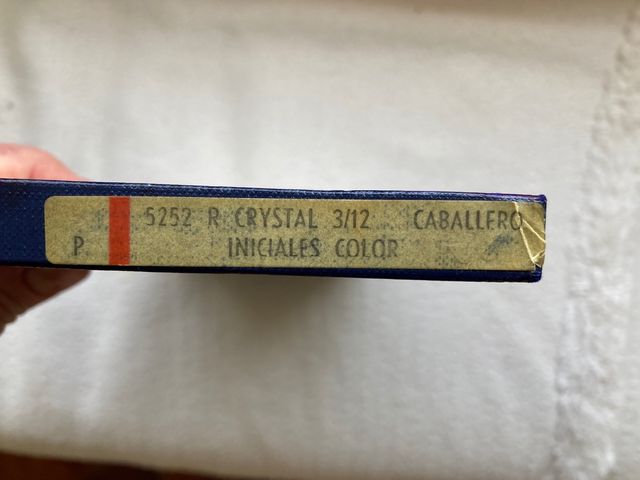 5252 R CRYSTAL 3/12 CABALLERO
P INICIALES COLOR